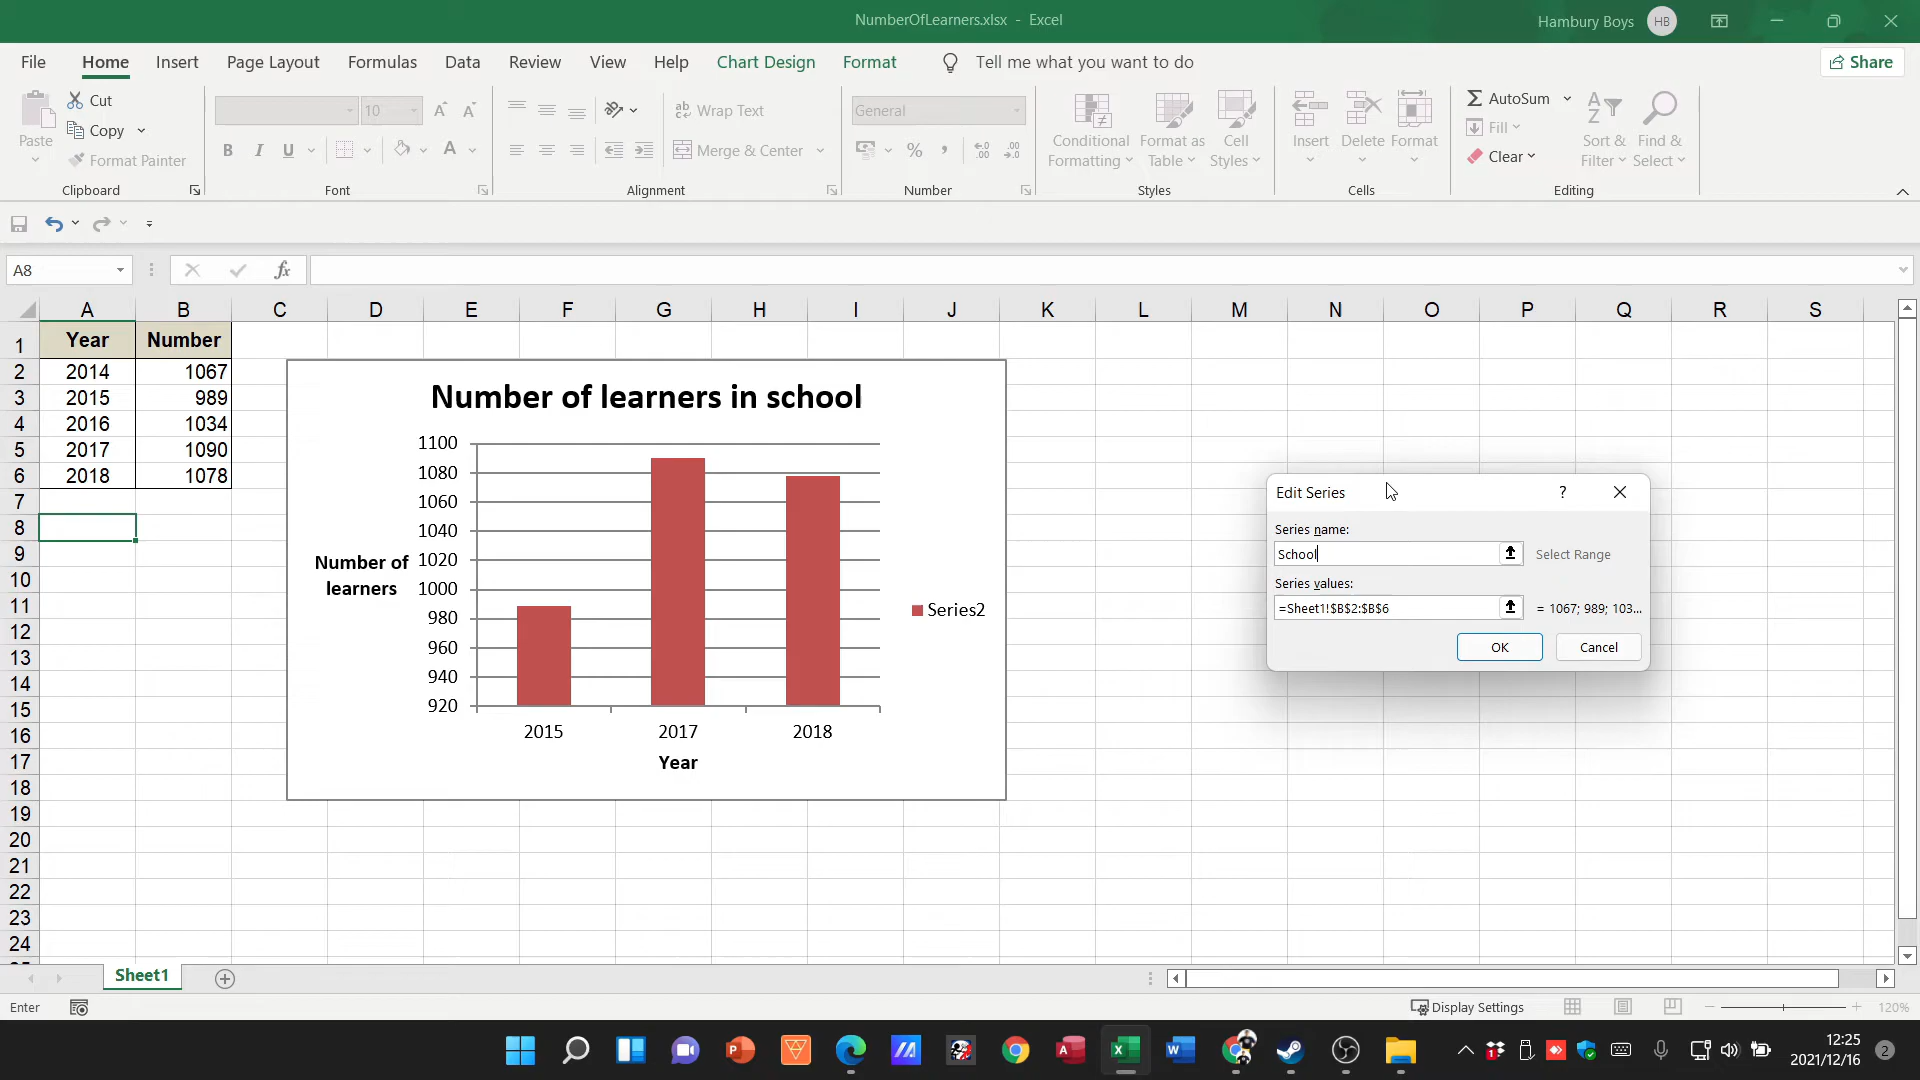 NumberOfLearners.xlsx - Excel
Hambury Boys HB
File Home Insert Page Layout Formulas Data Review View Help Chart Design Format Tell me what you want to do Share
Cut
Copy
Format Painter
Paste
Clipboard
10
B I U
Font
Wrap Text
Merge & Center
Alignment
General
%
Number
Conditional Formatting
Format as Table
Cell Styles
Styles
Insert Delete Format
Cells
AutoSum
Fill
Clear
Sort & Filter
Find & Select
Editing
A8 fx
A B C D E F G H I J K L M N O P Q R S
1 Year Number
2 2014 1067
3 2015 989
4 2016 1034
5 2017 1090
6 2018 1078
7
8
9
10
11
12
13
14
15
16
17
18
19
20
21
22
23
24
Number of learners in school
1100
1080
1060
1040
1020
1000
980
960
940
920
Number of
learners
2015 2017 2018
Year
Series2
Edit Series ?
Series name:
School Select Range
Series values:
=Sheet1!$B$2:$B$6 = 1067; 989; 103...
OK Cancel
Sheet1
Enter Display Settings 120%
12:25
2021/12/16 2